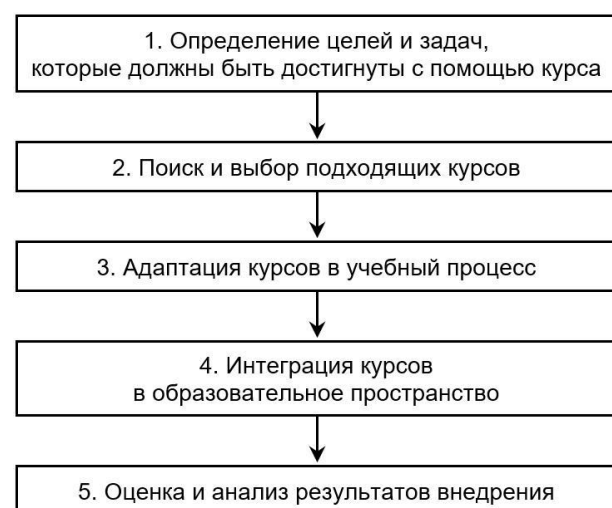 1. Определение целей и задач,
которые должны быть достигнуты с помощью курса
2. Поиск и выбор подходящих курсов
3. Адаптация курсов в учебный процесс
4. Интеграция курсов
в образовательное пространство
5. Оценка и анализ результатов внедрения